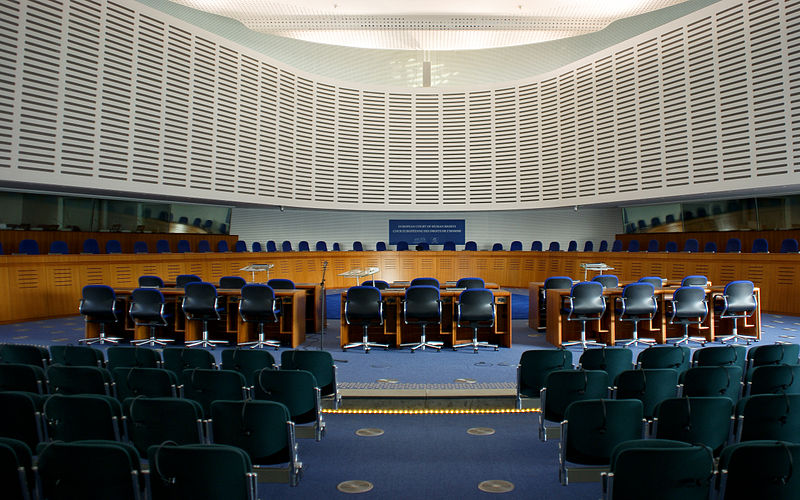 EUROPEAN COURT OF HUMAN RIGHTS
COUR EUROPÉENNE DES DROITS DE L'HOMME